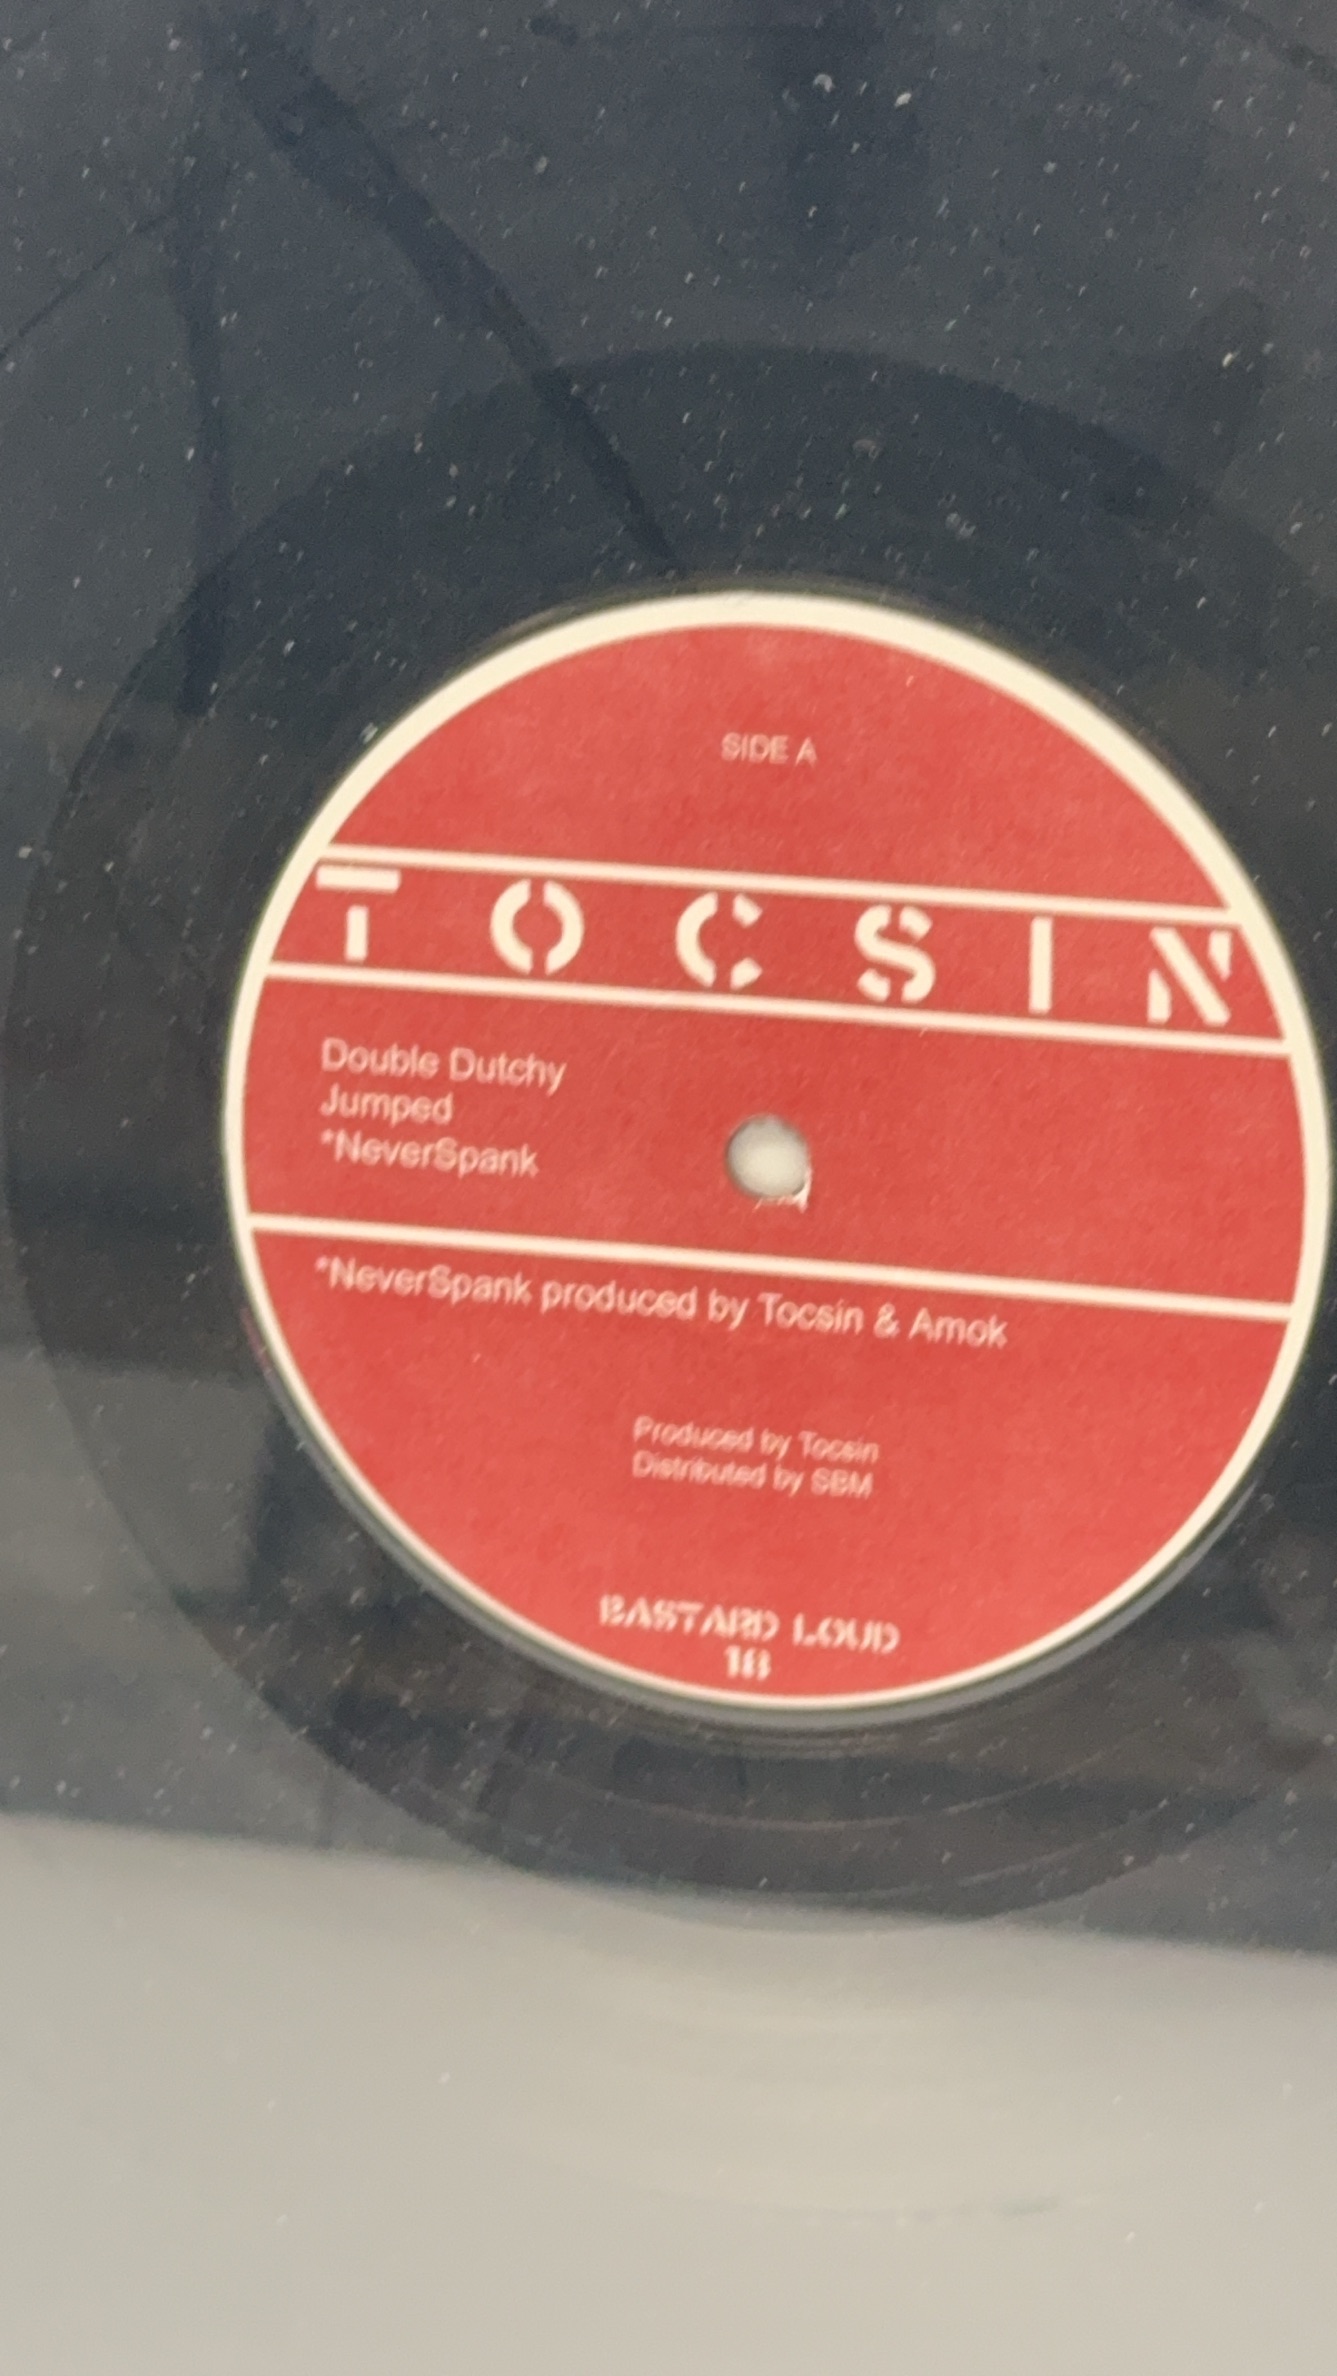 SIDE A
TOCSIN
Double Dutchy
Jumped
*NeverSpank
*NeverSpank produced by Tocsin & Amok
Produced by Tocsin
Distributed by SBM
BASTARD LOUD
18